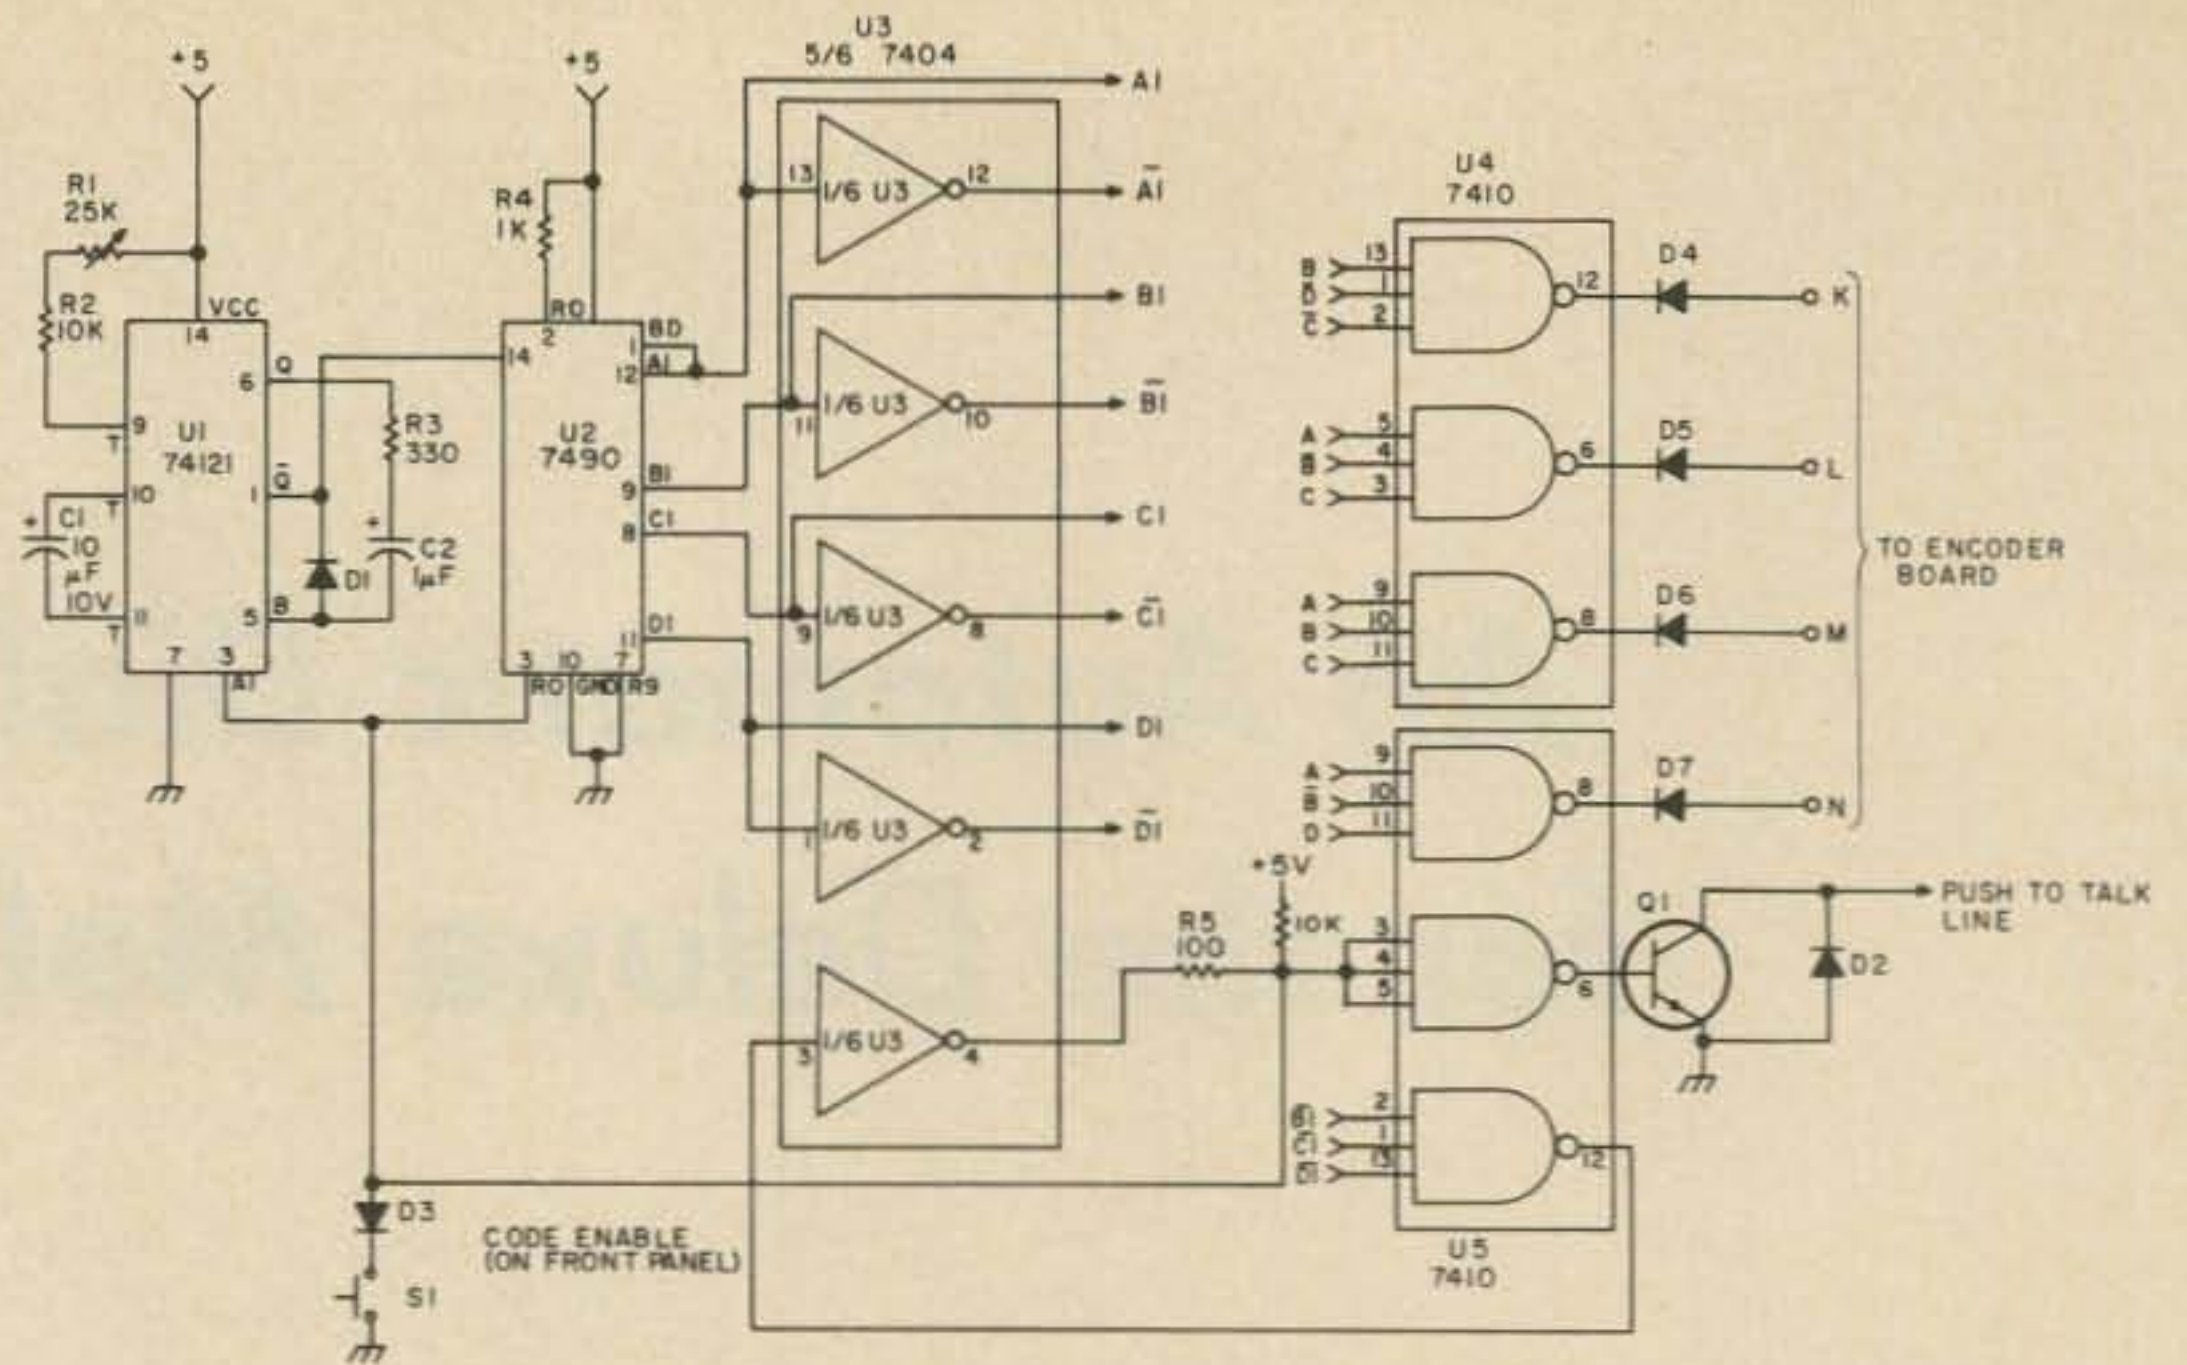 +5
R1
25K
R2
10K
VCC
14
9
T
U1
74121
10
T
C1
+
10
µF
10V
11
T
7
3
A1
6
Q
1
Q̅
5
B
R3
330
+
C2
1µF
D1
+5
R4
1K
RO
2
14
U2
7490
BD
1
A1
12
B1
9
C1
8
D1
11
3
10
7
RO
GND
R9
U3
5/6 7404
A1
13
1/6 U3
12
A̅1̅
B1
11
1/6 U3
10
B̅1̅
C1
9
1/6 U3
8
C̅1̅
D1
1
1/6 U3
2
D̅1̅
3
1/6 U3
4
R5
100
+5V
10K
U4
7410
B 13
1
C̅ 2
12
D4
K
A 5
B̅ 4
C 3
6
D5
L
A 9
B 10
C 11
8
D6
M
TO ENCODER
BOARD
A 9
B̅ 10
D 11
8
D7
N
3
4
5
6
Q1
PUSH TO TALK
LINE
D2
B̅1̅ 2
C̅1̅ 1
D̅1̅ 13
12
U5
7410
D3
CODE ENABLE
(ON FRONT PANEL)
S1